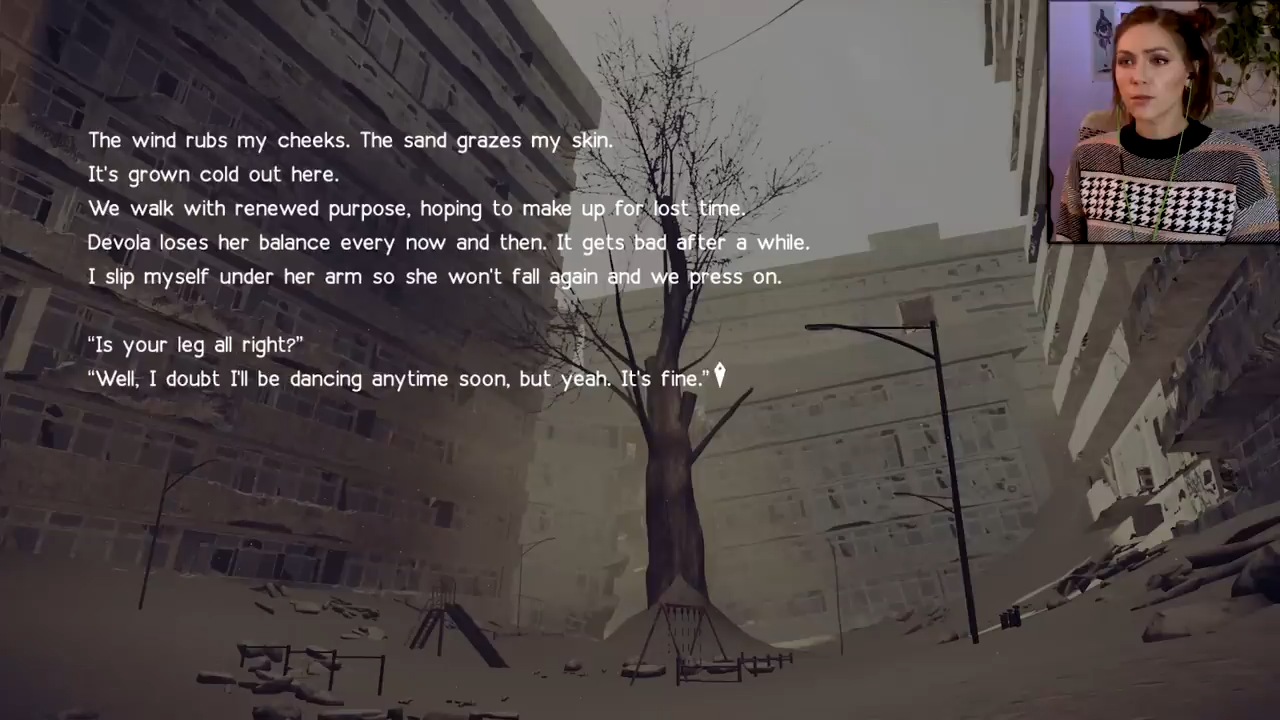 The wind rubs my cheeks. The sand grazes my skin.
It's grown cold out here.
We walk with renewed purpose, hoping to make up for lost time.
Devola loses her balance every now and then. It gets bad after a while.
I slip myself under her arm so she won't fall again and we press on.
“Is your leg all right?”
“Well, I doubt I'll be dancing anytime soon, but yeah. It's fine.”